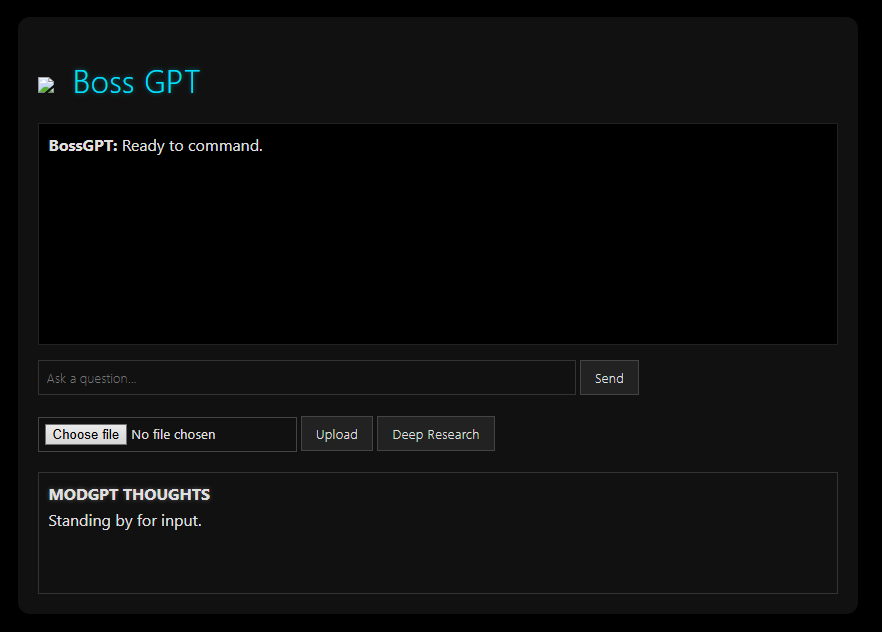 Boss GPT
BossGPT: Ready to command.
Ask a question...
Send
Choose file No file chosen
Upload
Deep Research
MODGPT THOUGHTS
Standing by for input.